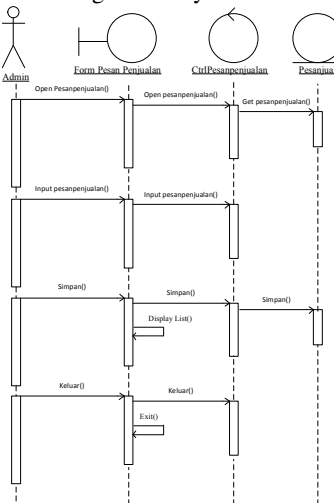 Admin
Form Pesan Penjualan
CtrlPesanpenjualan
Pesanjua
Open Pesanpenjualan()
Open pesanpenjualan()
Get pesanpenjualan()
Input pesanpenjualan()
Input pesanpenjualan()
Simpan()
Simpan()
Simpan()
Display List()
Keluar()
Keluar()
Exit()